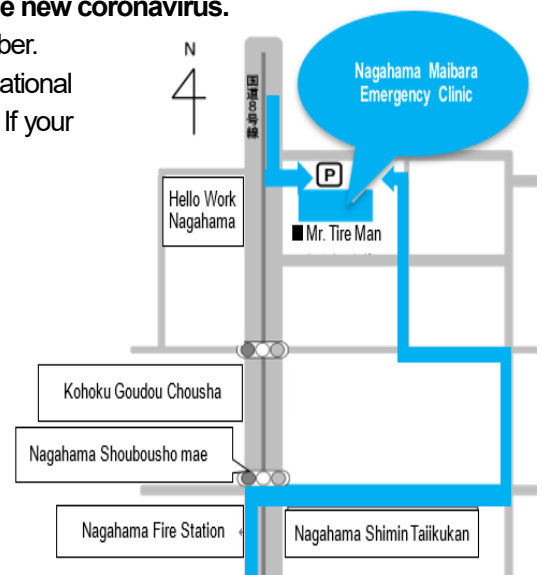 e new coronavirus.
ber.
ational
If your
N
国道8号線
Nagahama Maibara
Emergency Clinic
P
Hello Work
Nagahama
Mr. Tire Man
Kohoku Goudou Chousha
Nagahama Shoubousho mae
Nagahama Fire Station
Nagahama Shimin Taiikukan